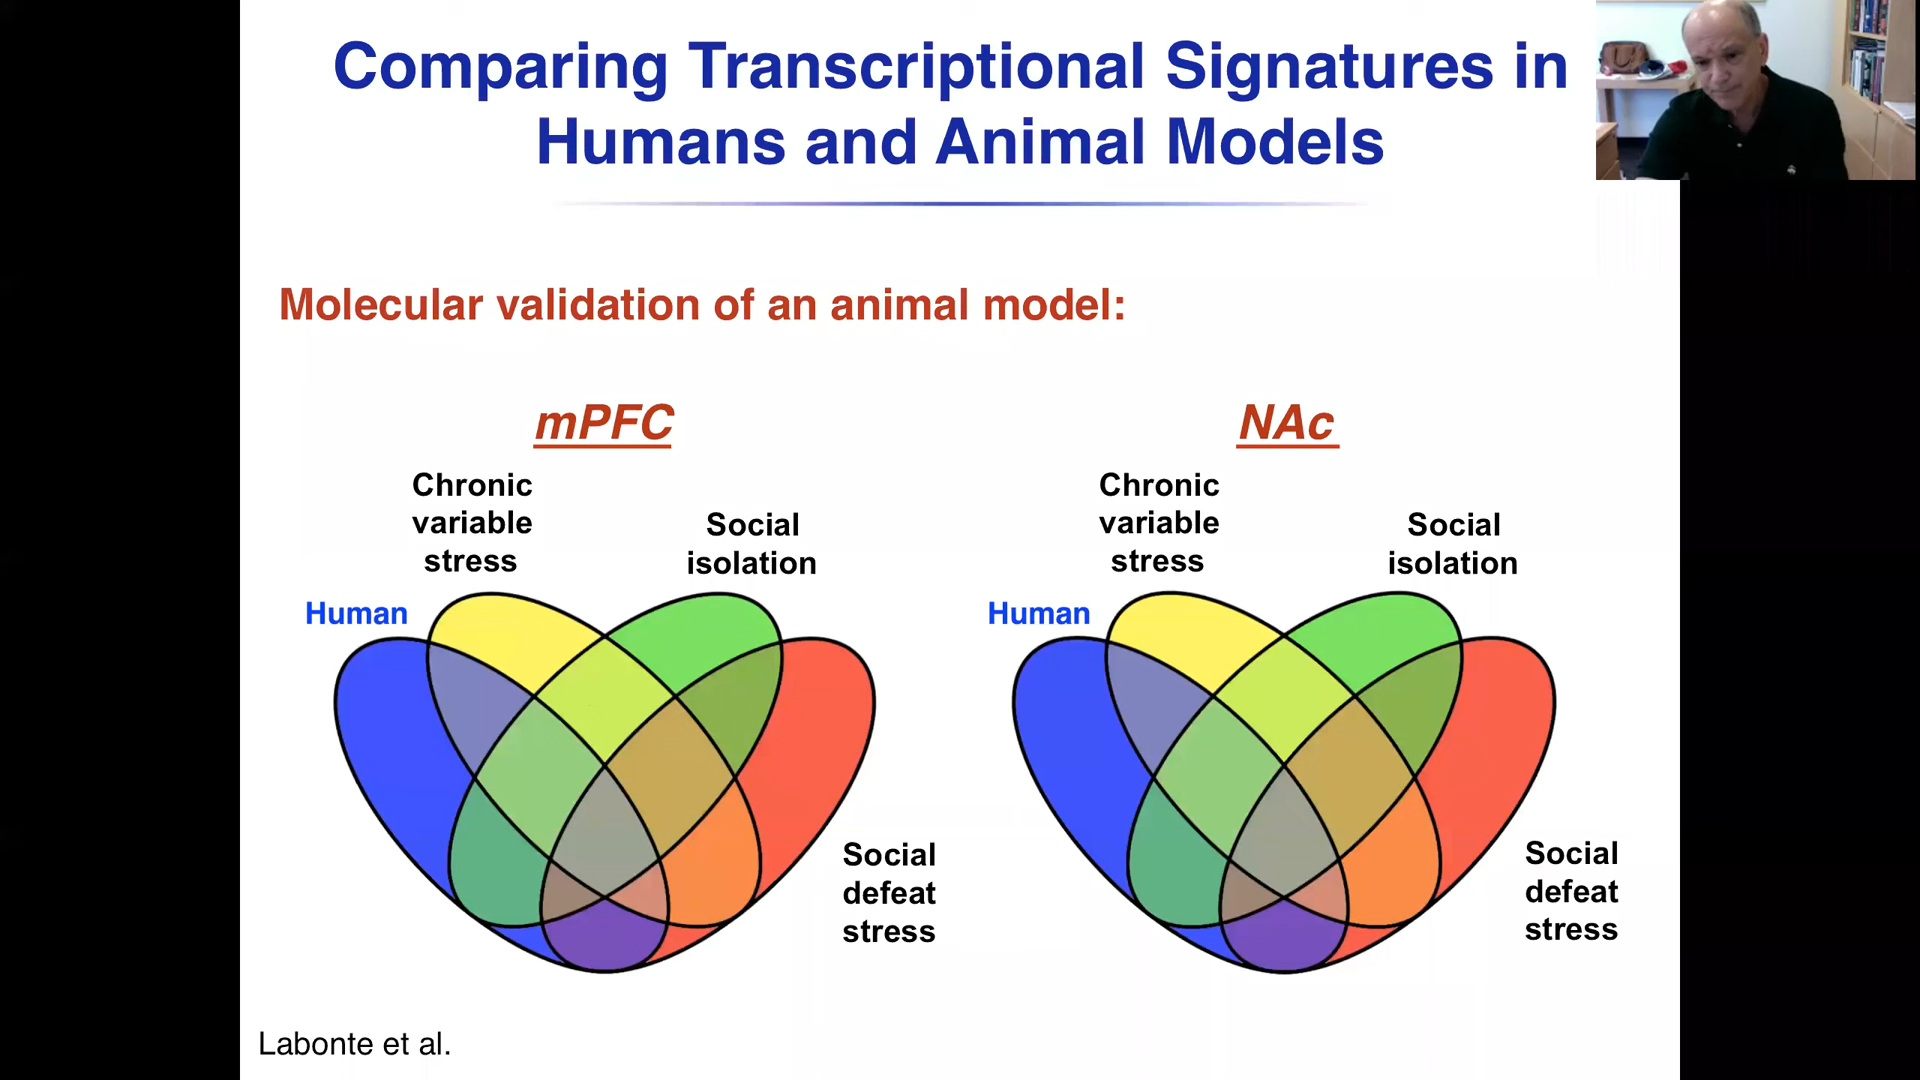 Comparing Transcriptional Signatures in
Humans and Animal Models
Molecular validation of an animal model:
mPFC
Chronic
variable
stress
Social
isolation
Human
Social
defeat
stress
NAc
Chronic
variable
stress
Social
isolation
Human
Social
defeat
stress
Labonte et al.